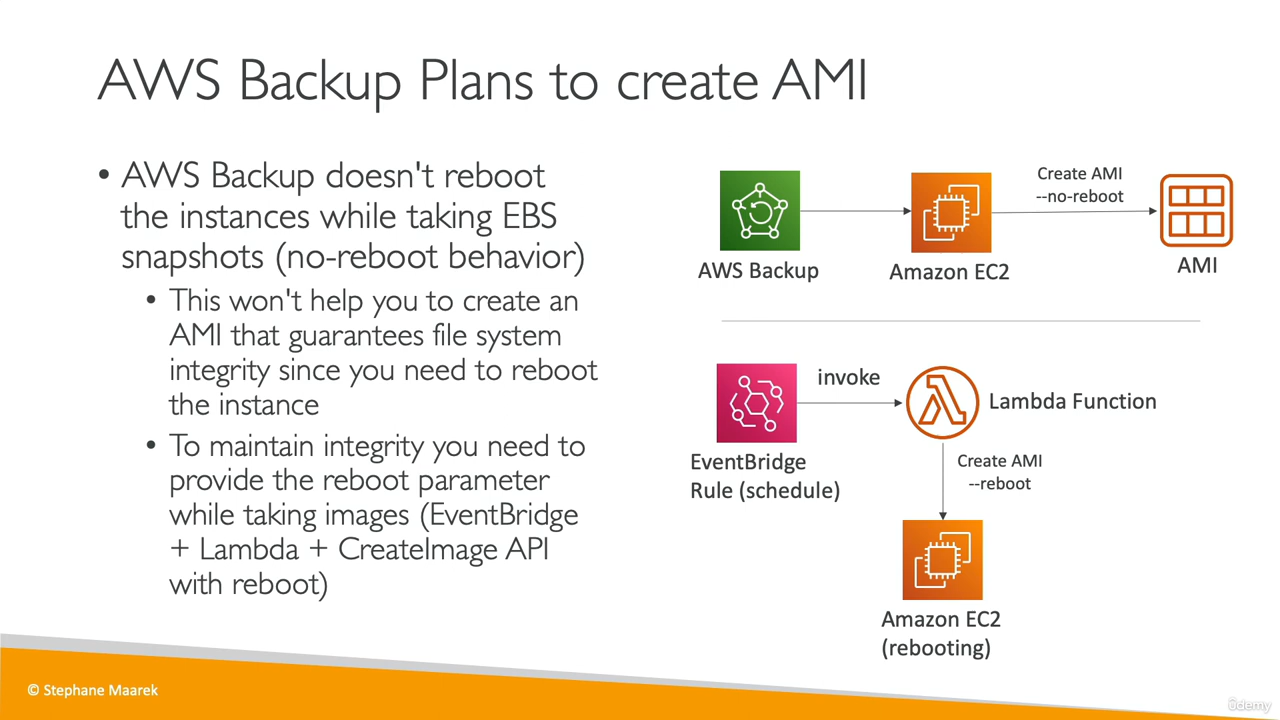 AWS Backup Plans to create AMI
• AWS Backup doesn't reboot
the instances while taking EBS
snapshots (no-reboot behavior)
• This won't help you to create an
AMI that guarantees file system
integrity since you need to reboot
the instance
• To maintain integrity you need to
provide the reboot parameter
while taking images (EventBridge
+ Lambda + CreateImage API
with reboot)
Create AMI
--no-reboot
AWS Backup
Amazon EC2
AMI
invoke
Lambda Function
EventBridge
Rule (schedule)
Create AMI
--reboot
Amazon EC2
(rebooting)
© Stephane Maarek
ûdemy